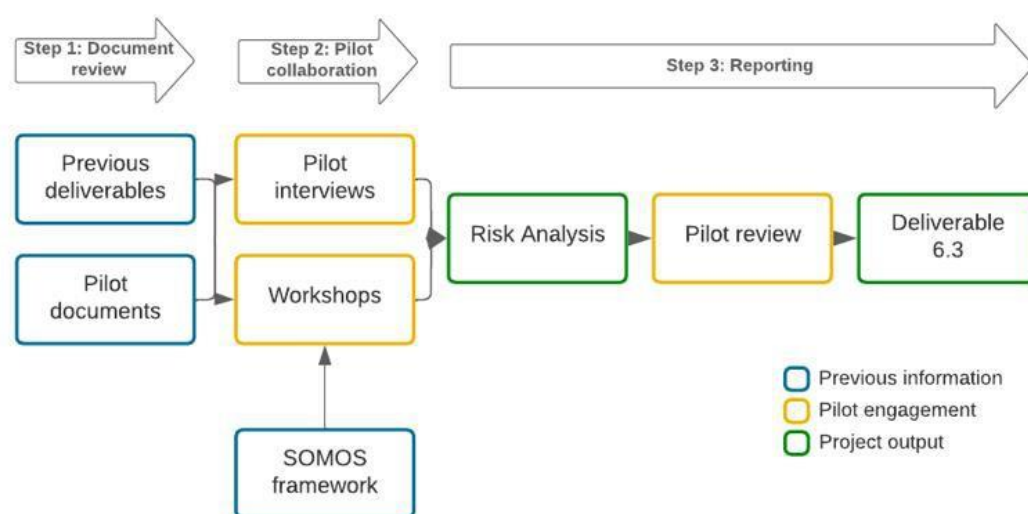 Step 1: Document
review
Step 2: Pilot
collaboration
Step 3: Reporting
Previous
deliverables
Pilot
interviews
Risk Analysis
Pilot review
Deliverable
6.3
Pilot
documents
Workshops
SOMOS
framework
Previous information
Pilot engagement
Project output